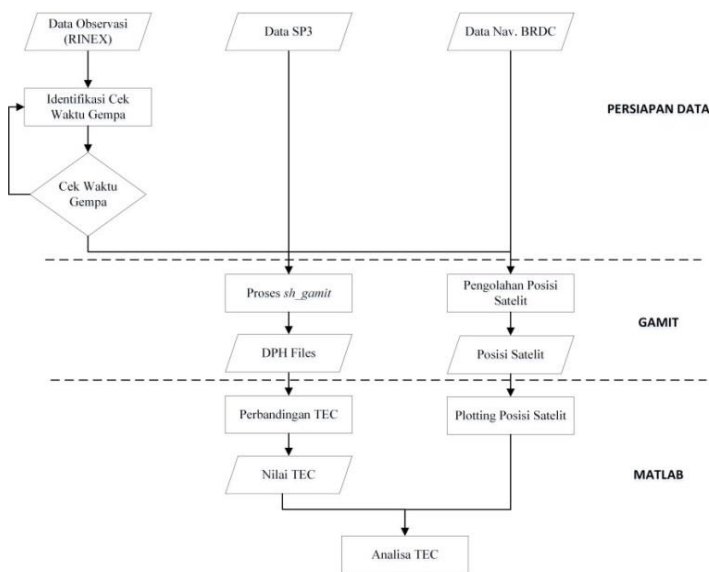 Data Observasi
(RINEX)
Data SP3
Data Nav. BRDC
Identifikasi Cek
Waktu Gempa
PERSIAPAN DATA
Cek Waktu
Gempa
Proses sh_gamit
Pengolahan Posisi
Satelit
GAMIT
DPH Files
Posisi Satelit
Perbandingan TEC
Plotting Posisi Satelit
Nilai TEC
MATLAB
Analisa TEC